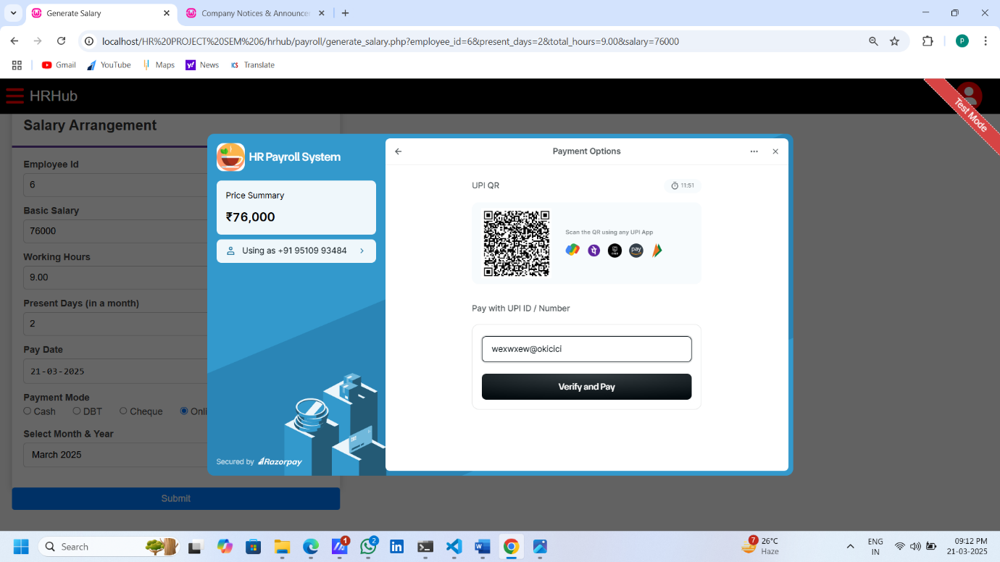 Generate Salary
Company Notices & Announcer
localhost/HR%20PROJECT%20SEM%206/hrhub/payroll/generate_salary.php?employee_id=6&present_days=2&total_hours=9.00&salary=76000
P
Gmail
YouTube
Maps
y!
News
ICS
Translate
HRHub
Test Mode
Salary Arrangement
Employee Id
6
Basic Salary
76000
Working Hours
9.00
Present Days (in a month)
2
Pay Date
21-03-2025
Payment Mode
Cash
DBT
Cheque
Onli
Select Month & Year
March 2025
Submit
HR Payroll System
Price Summary
₹76,000
Using as +91 95109 93484
Secured by Razorpay
Payment Options
UPI QR
11:51
Scan the QR using any UPI App
pay
Pay with UPI ID / Number
wexwxew@okicici
Verify and Pay
Search
1
2
7
26°C
Haze
ENG
IN
09:12 PM
21-03-2025